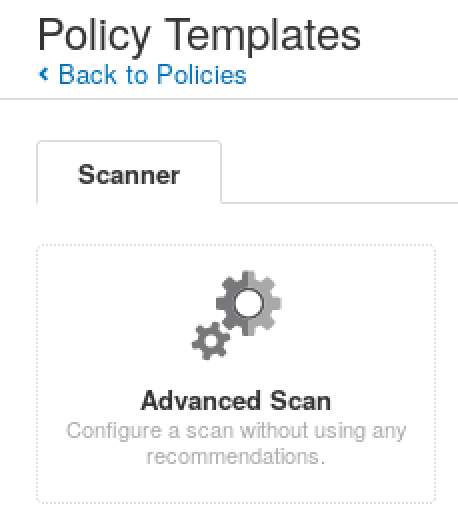 Policy Templates
‹ Back to Policies
Scanner
Advanced Scan
Configure a scan without using any
recommendations.